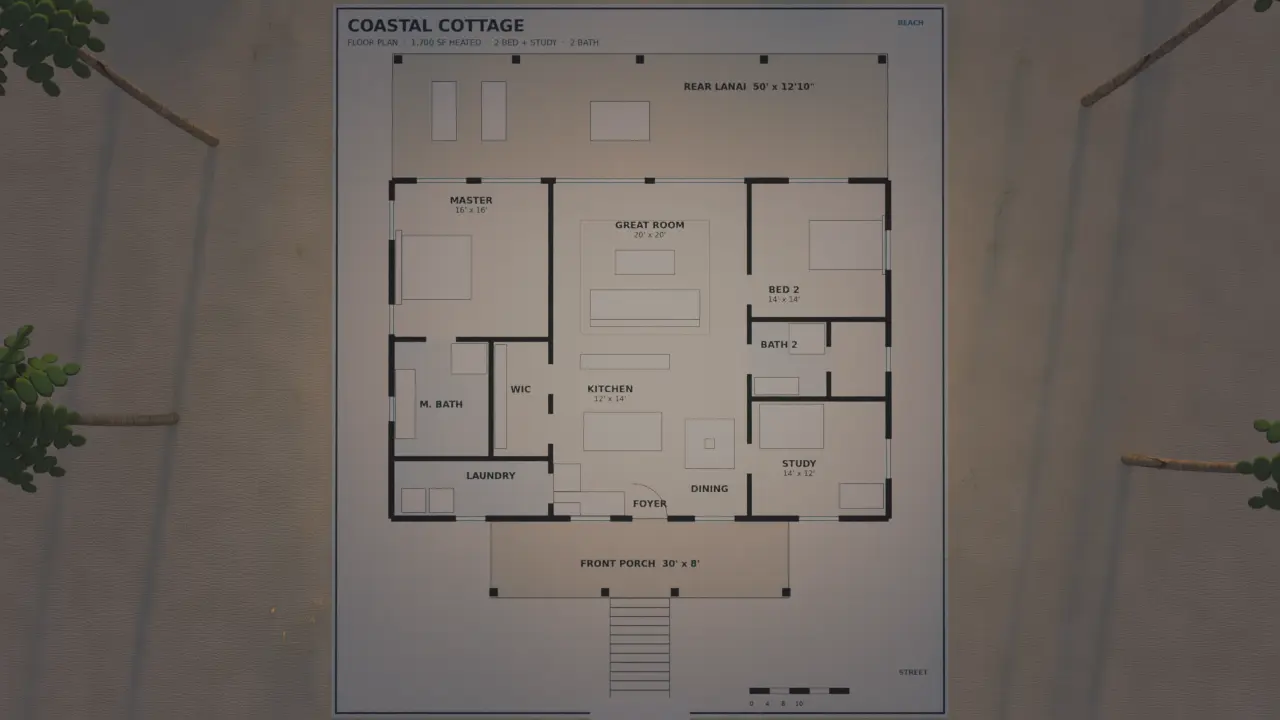 COASTAL COTTAGE
BEACH
FLOOR PLAN · 1,700 SF HEATED · 2 BED + STUDY · 2 BATH
REAR LANAI 50' x 12'10"
MASTER
16' x 16'
GREAT ROOM
20' x 20'
BED 2
14' x 14'
BATH 2
WIC
KITCHEN
12' x 14'
M. BATH
STUDY
14' x 12'
LAUNDRY
DINING
FOYER
FRONT PORCH 30' x 8'
STREET
0 4 8 10